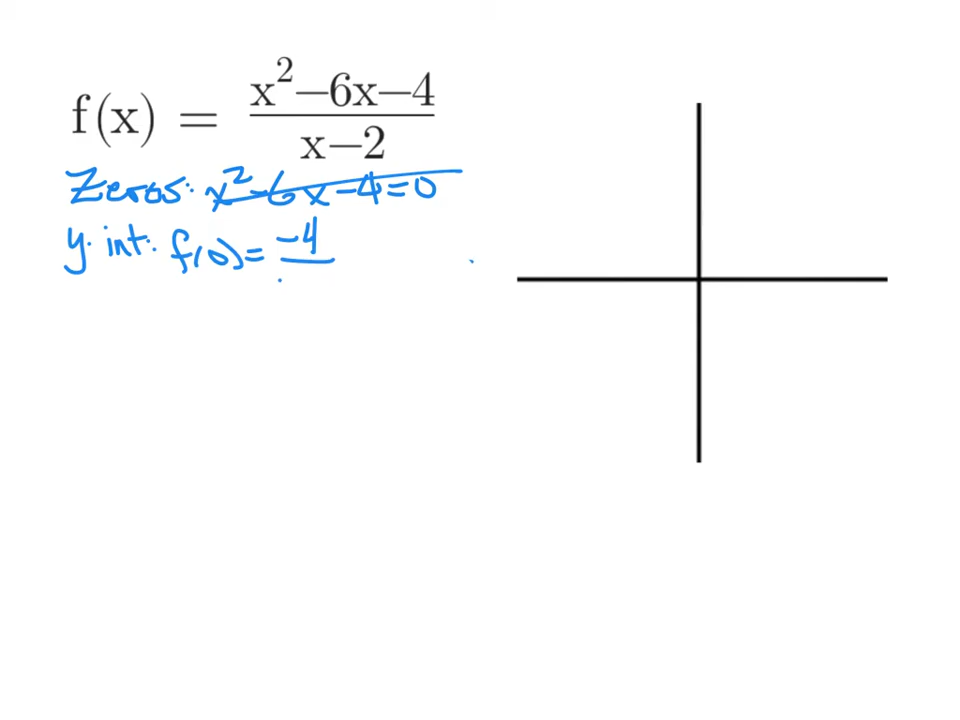 f(x) = x²−6x−4 / x−2
Zeros: x²-6x-4=0
y. int: f(0)= -4